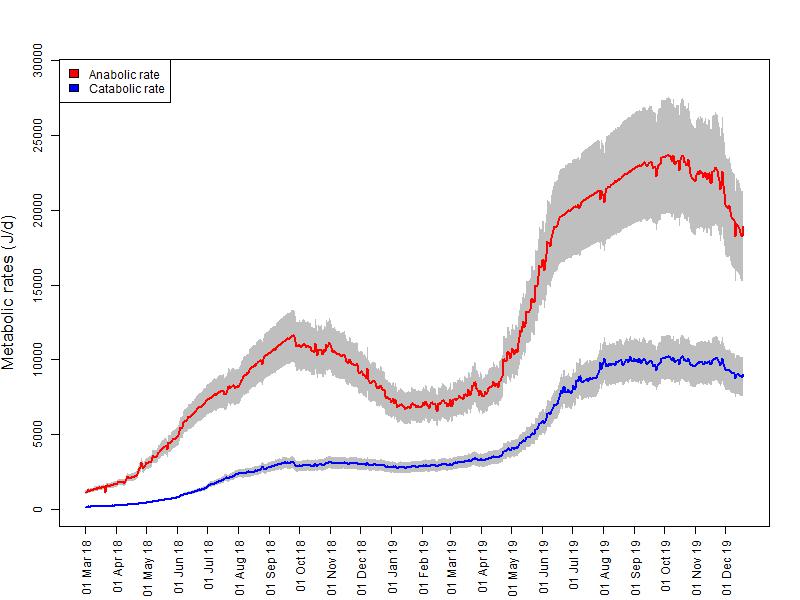 Anabolic rate
Catabolic rate
Metabolic rates (J/d)
30000
25000
20000
15000
10000
5000
0
01 Mar 18
01 Apr 18
01 May 18
01 Jun 18
01 Jul 18
01 Aug 18
01 Sep 18
01 Oct 18
01 Nov 18
01 Dec 18
01 Jan 19
01 Feb 19
01 Mar 19
01 Apr 19
01 May 19
01 Jun 19
01 Jul 19
01 Aug 19
01 Sep 19
01 Oct 19
01 Nov 19
01 Dec 19